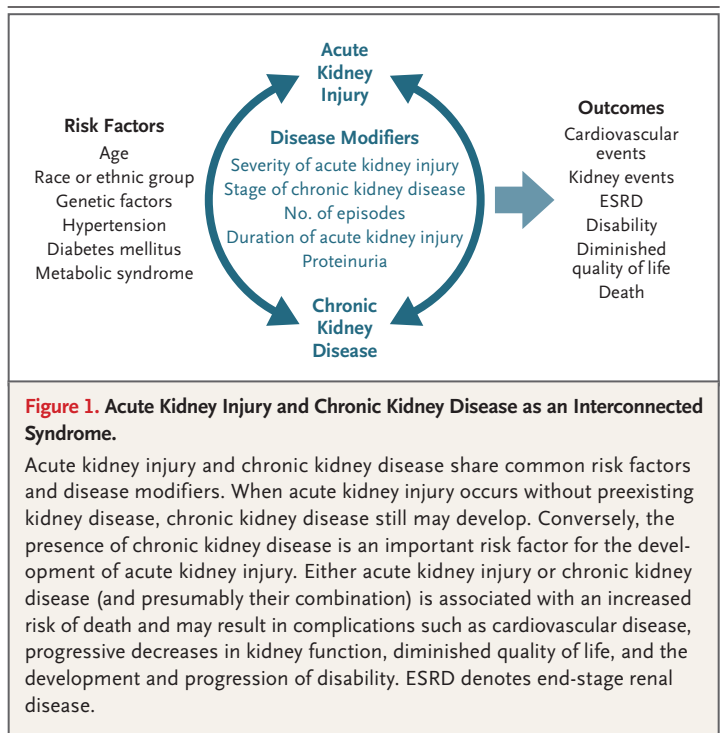 Acute
Kidney
Injury
Risk Factors
Age
Race or ethnic group
Genetic factors
Hypertension
Diabetes mellitus
Metabolic syndrome
Disease Modifiers
Severity of acute kidney injury
Stage of chronic kidney disease
No. of episodes
Duration of acute kidney injury
Proteinuria
Chronic
Kidney
Disease
Outcomes
Cardiovascular
events
Kidney events
ESRD
Disability
Diminished
quality of life
Death
Figure 1. Acute Kidney Injury and Chronic Kidney Disease as an Interconnected
Syndrome.
Acute kidney injury and chronic kidney disease share common risk factors
and disease modifiers. When acute kidney injury occurs without preexisting
kidney disease, chronic kidney disease still may develop. Conversely, the
presence of chronic kidney disease is an important risk factor for the devel-
opment of acute kidney injury. Either acute kidney injury or chronic kidney
disease (and presumably their combination) is associated with an increased
risk of death and may result in complications such as cardiovascular disease,
progressive decreases in kidney function, diminished quality of life, and the
development and progression of disability. ESRD denotes end-stage renal
disease.